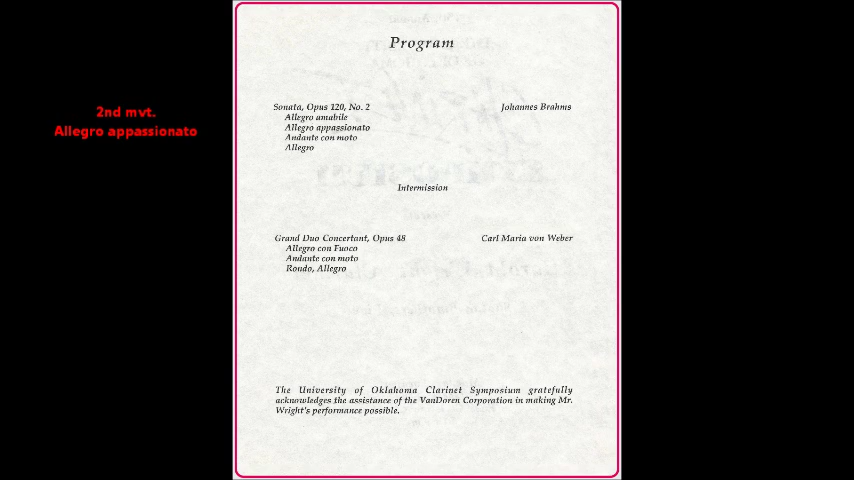 Program
2nd mvt.
Allegro appassionato
Sonata, Opus 120, No. 2 Johannes Brahms
Allegro amabile
Allegro appassionato
Andante con moto
Allegro
Intermission
Grand Duo Concertant, Opus 48 Carl Maria von Weber
Allegro con Fuoco
Andante con moto
Rondo, Allegro
The University of Oklahoma Clarinet Symposium gratefully
acknowledges the assistance of the VanDoren Corporation in making Mr.
Wright's performance possible.